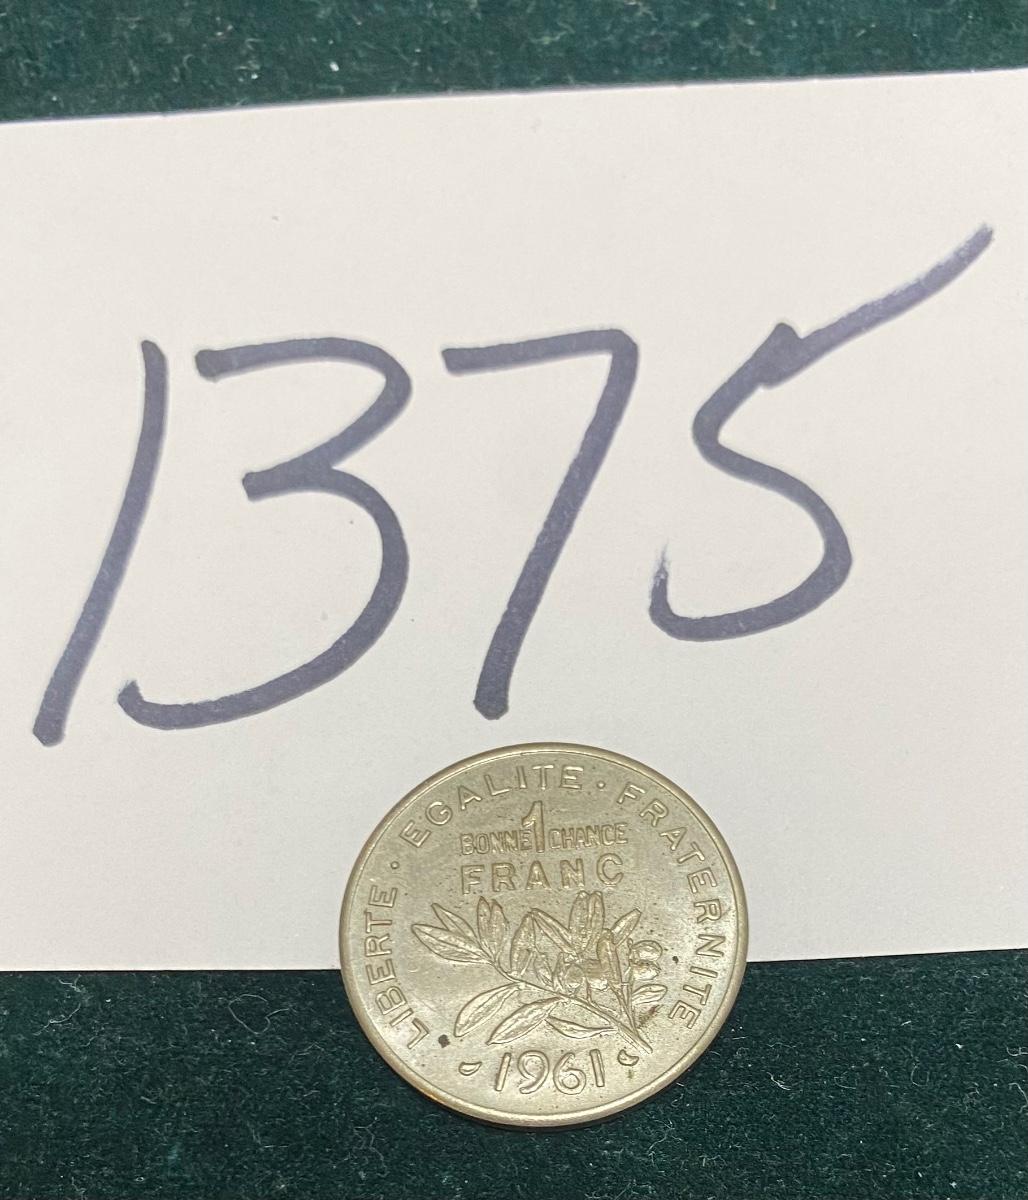 1375
LIBERTE · EGALITE · FRATERNITE
1
BONNE CHANCE
FRANC
1961